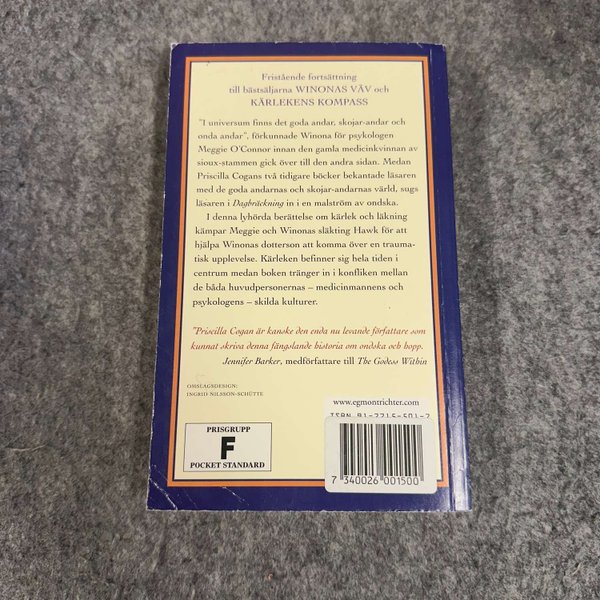 Fristående fortsättning
till bästsäljarna WINONAS VÄV och
KÄRLEKENS KOMPASS
"I universum finns det goda andar, skojar-andar och
onda andar", förkunnade Winona för psykologen
Meggie O'Connor innan den gamla medicinkvinnan av
sioux-stammen gick över till den andra sidan. Medan
Priscilla Cogans två tidigare böcker bekantade läsaren
med de goda andarnas och skojar-andarnas värld, sugs
läsaren i Dagbräckning in i en malström av ondska.
I denna lyhörda berättelse om kärlek och läkning
kämpar Meggie och Winonas släkting Hawk för att
hjälpa Winonas dotterson att komma över en trauma-
tisk upplevelse. Kärleken befinner sig hela tiden i
centrum medan boken tränger in i konflikten mellan
de båda huvudpersonernas – medicinmannens och
psykologens – skilda kulturer.
"Priscilla Cogan är kanske den enda nu levande författare som
kunnat skriva denna fängslande historia om ondska och hopp.
Jennifer Barker, medförfattare till The Godess Within
OMSLAGSDESIGN:
INGRID NILSSON-SCHÜTTE
www.egmontrichter.com
ISBN 91-7715-501-7
PRISGRUPP
F
POCKET STANDARD
7 340026 001500